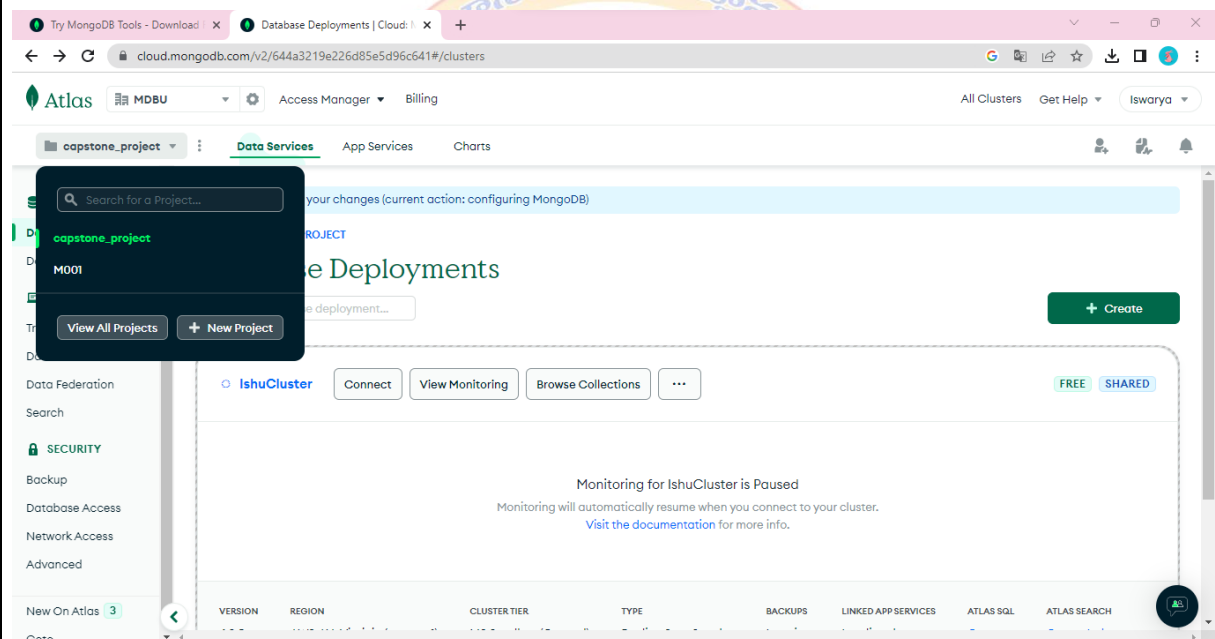 Try MongoDB Tools - Download
Database Deployments | Cloud:
cloud.mongodb.com/v2/644a3219e226d85e5d96c641#/clusters
Atlas
MDBU
Access Manager
Billing
All Clusters
Get Help
Iswarya
capstone_project
Data Services
App Services
Charts
Search for a Project...
your changes (current action: configuring MongoDB)
capstone_project
ROJECT
M001
e Deployments
e deployment...
View All Projects
+ New Project
+ Create
Data Federation
IshuCluster
Connect
View Monitoring
Browse Collections
...
FREE
SHARED
Search
SECURITY
Backup
Monitoring for IshuCluster is Paused
Database Access
Monitoring will automatically resume when you connect to your cluster.
Visit the documentation for more info.
Network Access
Advanced
New On Atlas 3
VERSION
REGION
CLUSTER TIER
TYPE
BACKUPS
LINKED APP SERVICES
ATLAS SQL
ATLAS SEARCH